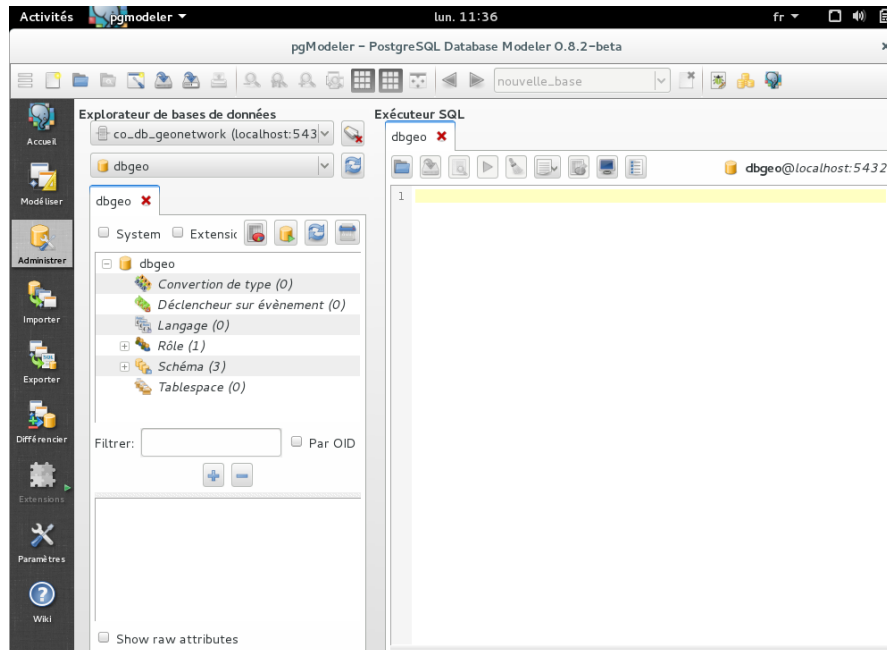 Activités pgmodeler lun. 11:36 fr
pgModeler - PostgreSQL Database Modeler 0.8.2-beta
nouvelle_base
Accueil
Modéliser
Administrer
Importer
Exporter
Différencier
Extensions
Paramètres
Wiki
Explorateur de bases de données
co_db_geonetwork (localhost:543
dbgeo
dbgeo
System Extensic
dbgeo
Convertion de type (0)
Déclencheur sur évènement (0)
Langage (0)
Rôle (1)
Schéma (3)
Tablespace (0)
Filtrer: Par OID
Show raw attributes
Exécuteur SQL
dbgeo
dbgeo@localhost:5432
1